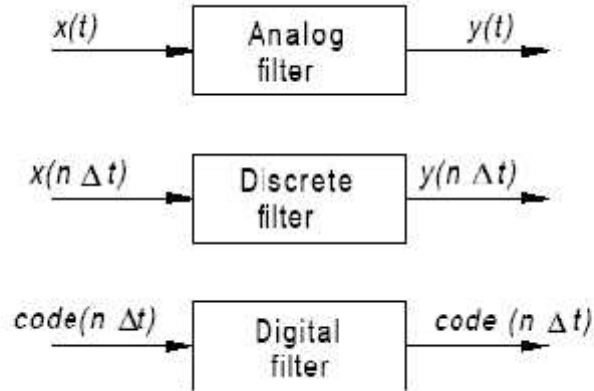 x(t)
Analog
filter
y(t)
x(n Δt)
Discrete
filter
y(n Δt)
code(n Δt)
Digital
filter
code (n Δt)